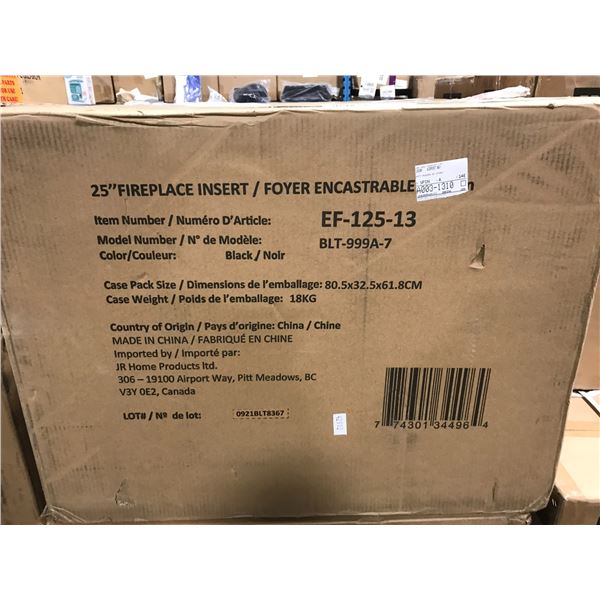 25”FIREPLACE INSERT / FOYER ENCASTRABLE
A003-1310
Item Number / Numéro D’Article: EF-125-13
Model Number / N° de Modèle: BLT-999A-7
Color/Couleur: Black / Noir
Case Pack Size / Dimensions de l’emballage: 80.5x32.5x61.8CM
Case Weight / Poids de l’emballage: 18KG
Country of Origin / Pays d’origine: China / Chine
MADE IN CHINA / FABRIQUÉ EN CHINE
Imported by / Importé par:
JR Home Products ltd.
306 – 19100 Airport Way, Pitt Meadows, BC
V3Y 0E2, Canada
LOT# / Nº de lot: 0921BLT8367
7 74301 34496 4